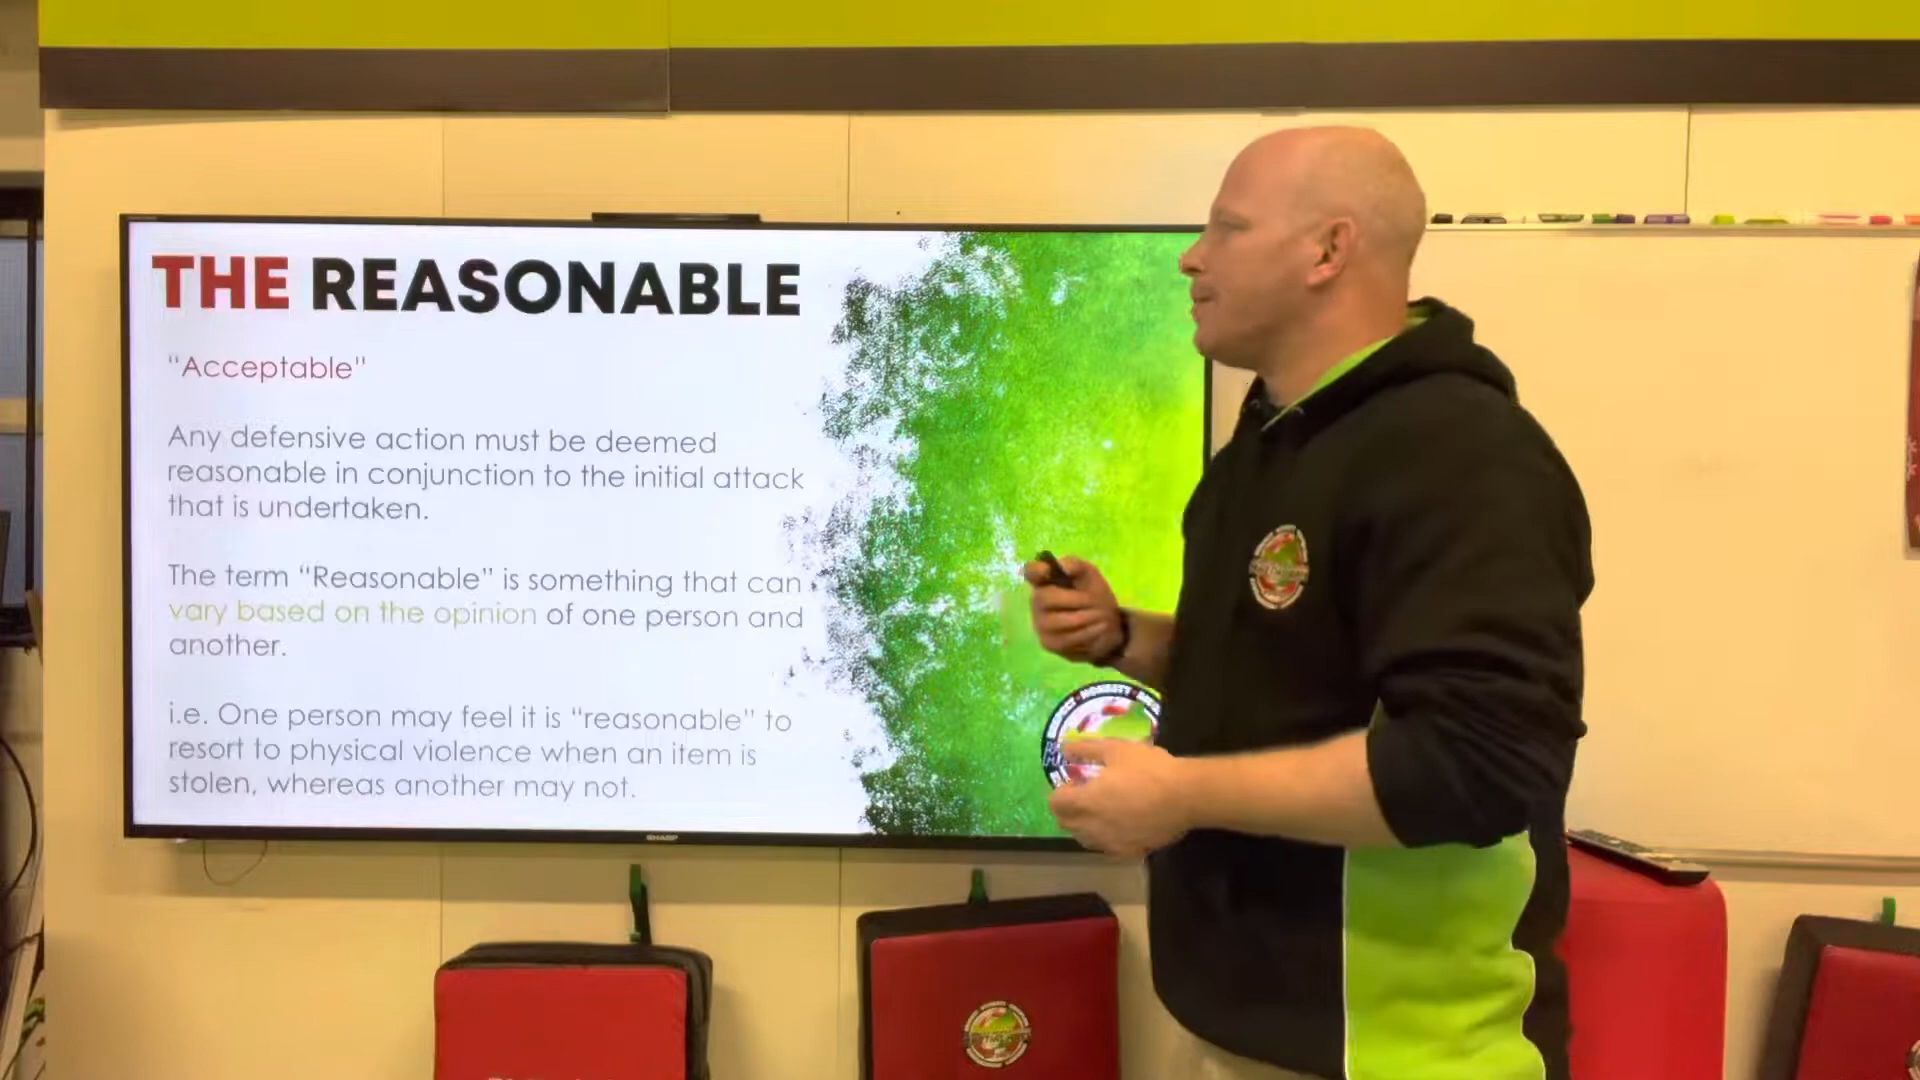 THE REASONABLE
"Acceptable"
Any defensive action must be deemed
reasonable in conjunction to the initial attack
that is undertaken.
The term “Reasonable” is something that can
vary based on the opinion of one person and
another.
i.e. One person may feel it is “reasonable” to
resort to physical violence when an item is
stolen, whereas another may not.
SHARP